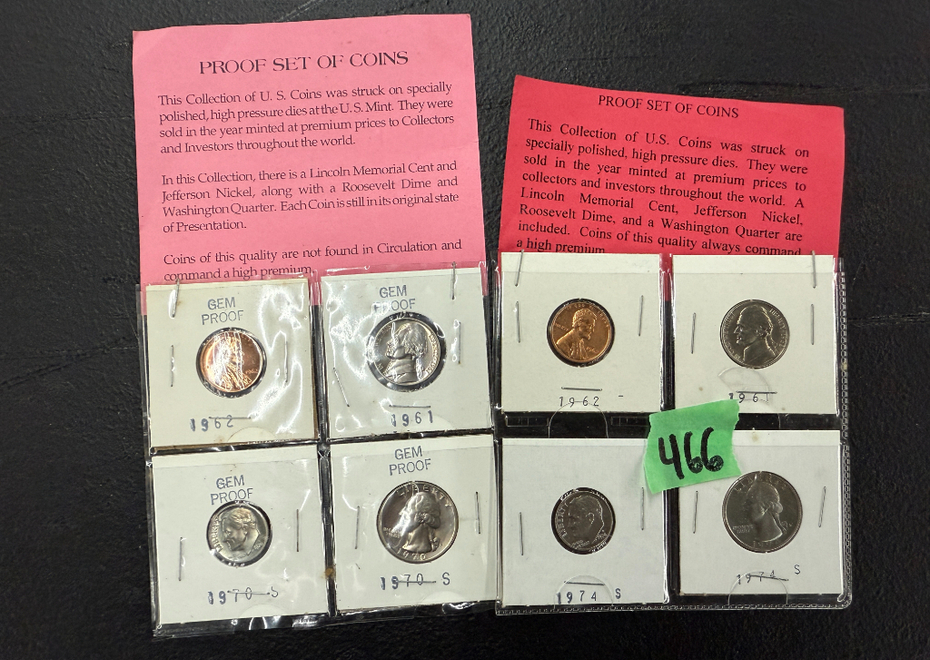 PROOF SET OF COINS
This Collection of U. S. Coins was struck on specially
polished, high pressure dies at the U.S. Mint. They were
sold in the year minted at premium prices to Collectors
and Investors throughout the world.
In this Collection, there is a Lincoln Memorial Cent and
Jefferson Nickel, along with a Roosevelt Dime and
Washington Quarter. Each Coin is still in its original state
of Presentation.
Coins of this quality are not found in Circulation and
command a high premium.
GEM
PROOF
1962
GEM
PROOF
1961
GEM
PROOF
1970 S
GEM
PROOF
LIBERTY
1970
1970 S
PROOF SET OF COINS
This Collection of U.S. Coins was struck on
specially polished, high pressure dies. They were
sold in the year minted at premium prices to
collectors and investors throughout the world. A
Lincoln Memorial Cent, Jefferson Nickel,
Roosevelt Dime, and a Washington Quarter are
included. Coins of this quality always command
a high premium.
1962 -
196
466
LIBERTY
1974 S
LIBERTY
1974 S